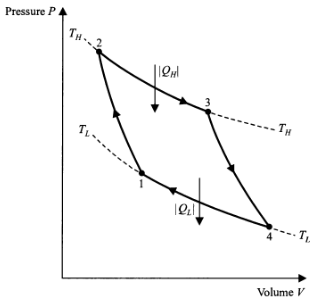 Pressure P
T_H
2
|Q_H|
3
T_H
T_L
1
|Q_L|
4
T_L
Volume V